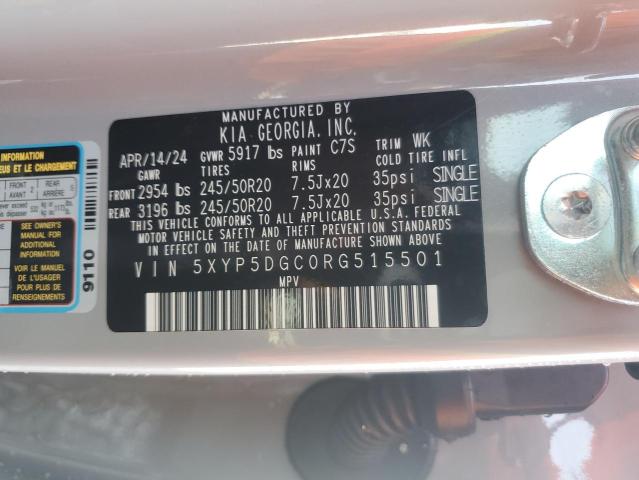 MANUFACTURED BY
KIA GEORGIA, INC.
APR/14/24 GVWR 5917 lbs PAINT C7S TRIM WK
GAWR TIRES RIMS COLD TIRE INFL
FRONT 2954 lbs 245/50R20 7.5Jx20 35psi SINGLE
REAR 3196 lbs 245/50R20 7.5Jx20 35psi SINGLE
THIS VEHICLE CONFORMS TO ALL APPLICABLE U.S.A. FEDERAL
MOTOR VEHICLE SAFETY AND THEFT PREVENTION STANDARDS
IN EFFECT ON THE DATE OF MANUFACTURE SHOWN ABOVE.
VIN 5XYP5DGC0RG515501
MPV
ET LE CHARGEMENT
FRONT 2 REAR
AVANT ARRIÈRE
SEE OWNER'S
MANUAL FOR
ADDITIONAL
INFORMATION
VOIR LE MANUEL
DE L'USAGER
POUR PLUS DE
RENSEIGNEMENTS
9110